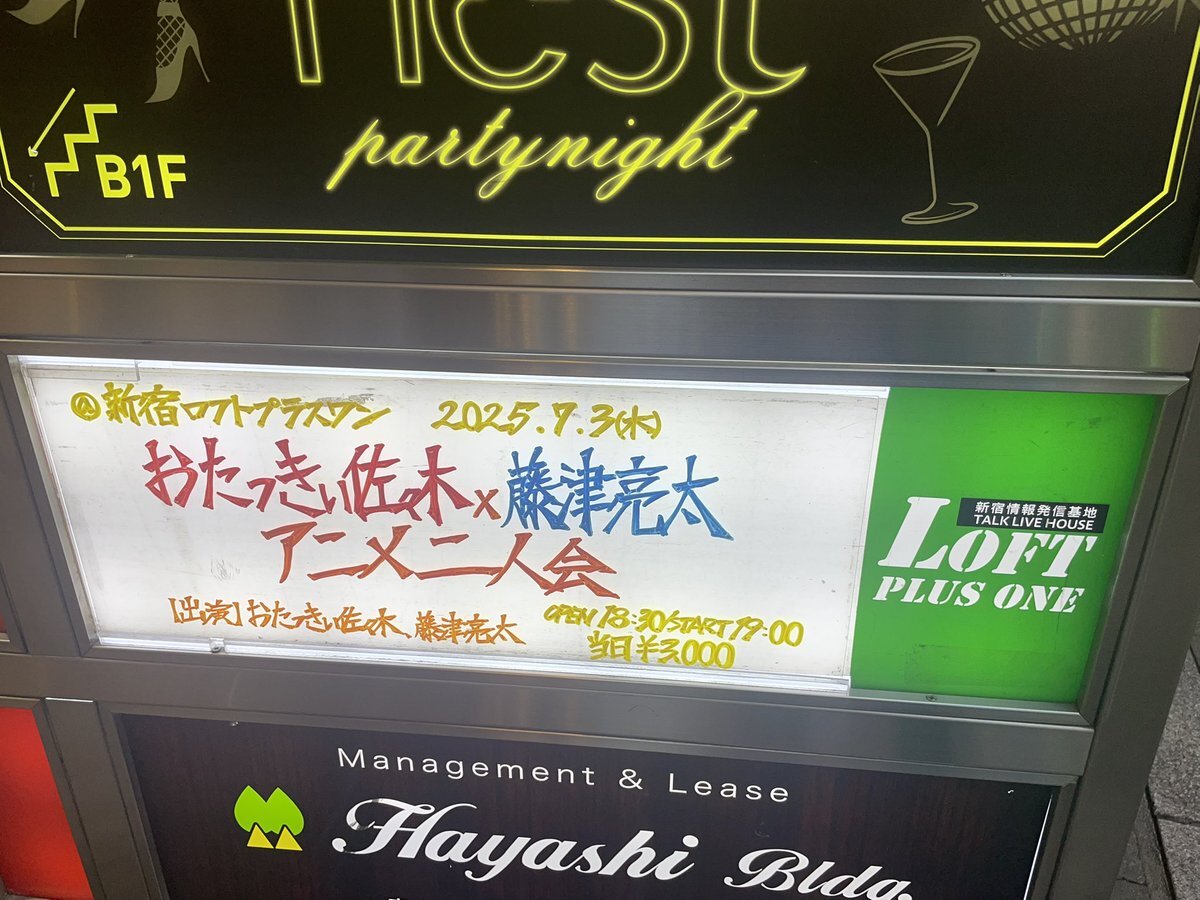 partynight
B1F
@新宿ロフトプラスワン 2025.7.3(木)
おたっきぃ佐々木×藤津亮太
アニメ二人会
【出演】おたっきぃ佐々木、藤津亮太
OPEN 18:30/START 19:00
当日¥3,000
新宿情報発信基地
TALK LIVE HOUSE
LOFT
PLUS ONE
Management & Lease
Hayashi Bldg.